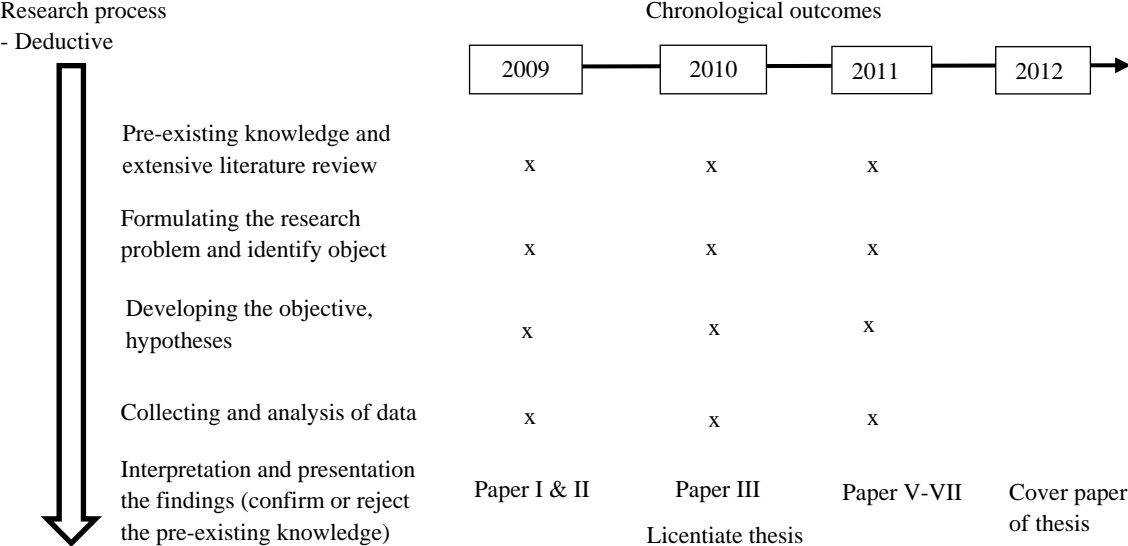 Research process
- Deductive
Chronological outcomes
2009 2010 2011 2012
Pre-existing knowledge and
extensive literature review
x x x
Formulating the research
problem and identify object
x x x
Developing the objective,
hypotheses
x x x
Collecting and analysis of data
x x x
Interpretation and presentation
the findings (confirm or reject
the pre-existing knowledge)
Paper I & II
Paper III
Licentiate thesis
Paper V-VII
Cover paper
of thesis